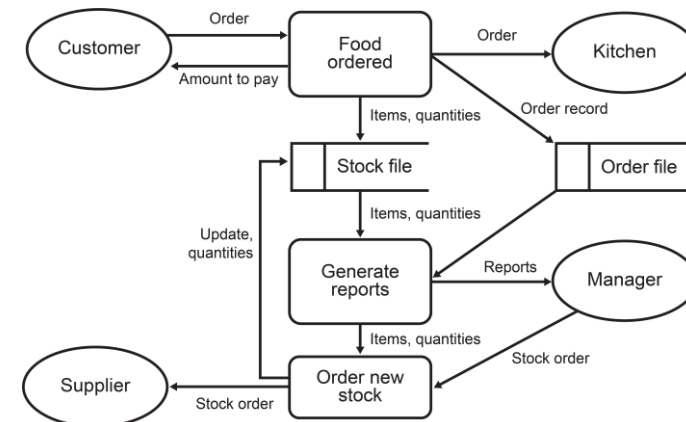 Order
Customer
Food
ordered
Order
Kitchen
Amount to pay
Items, quantities
Order record
Stock file
Order file
Items, quantities
Update,
quantities
Generate
reports
Reports
Manager
Items, quantities
Stock order
Supplier
Order new
stock
Stock order